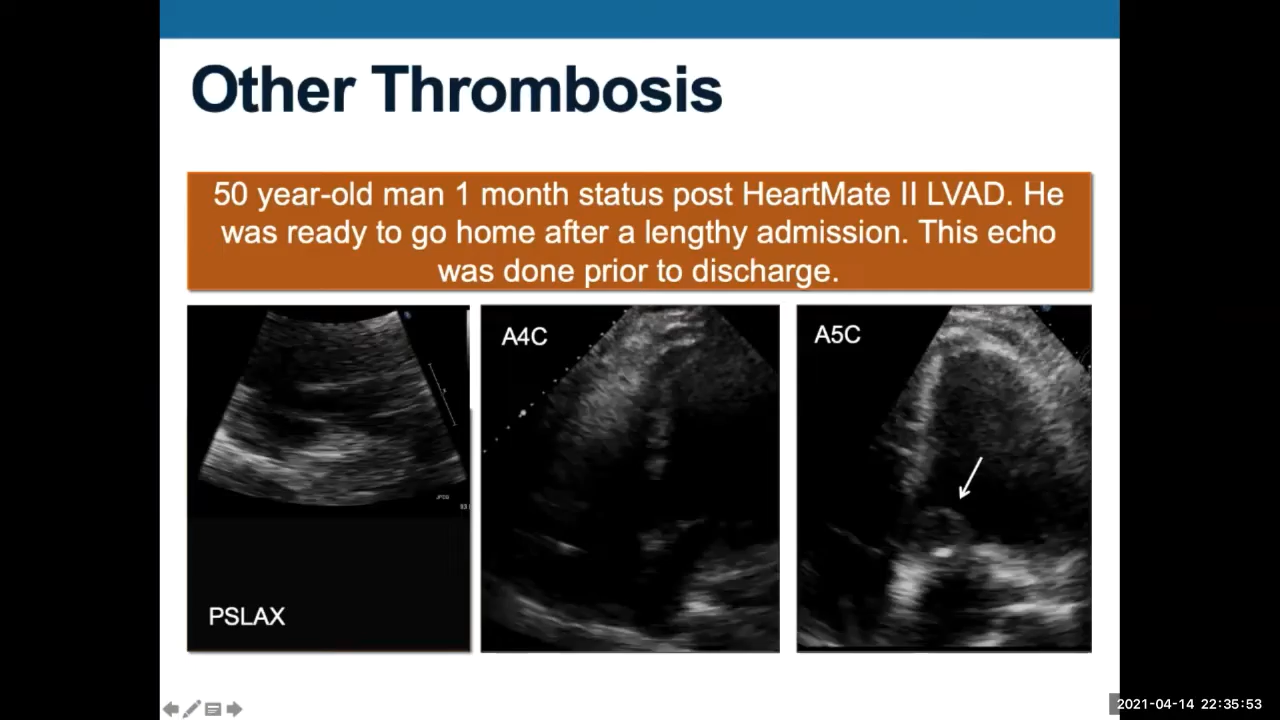 Other Thrombosis
50 year-old man 1 month status post HeartMate II LVAD. He
was ready to go home after a lengthy admission. This echo
was done prior to discharge.
A4C
A5C
PSLAX
2021-04-14 22:35:53